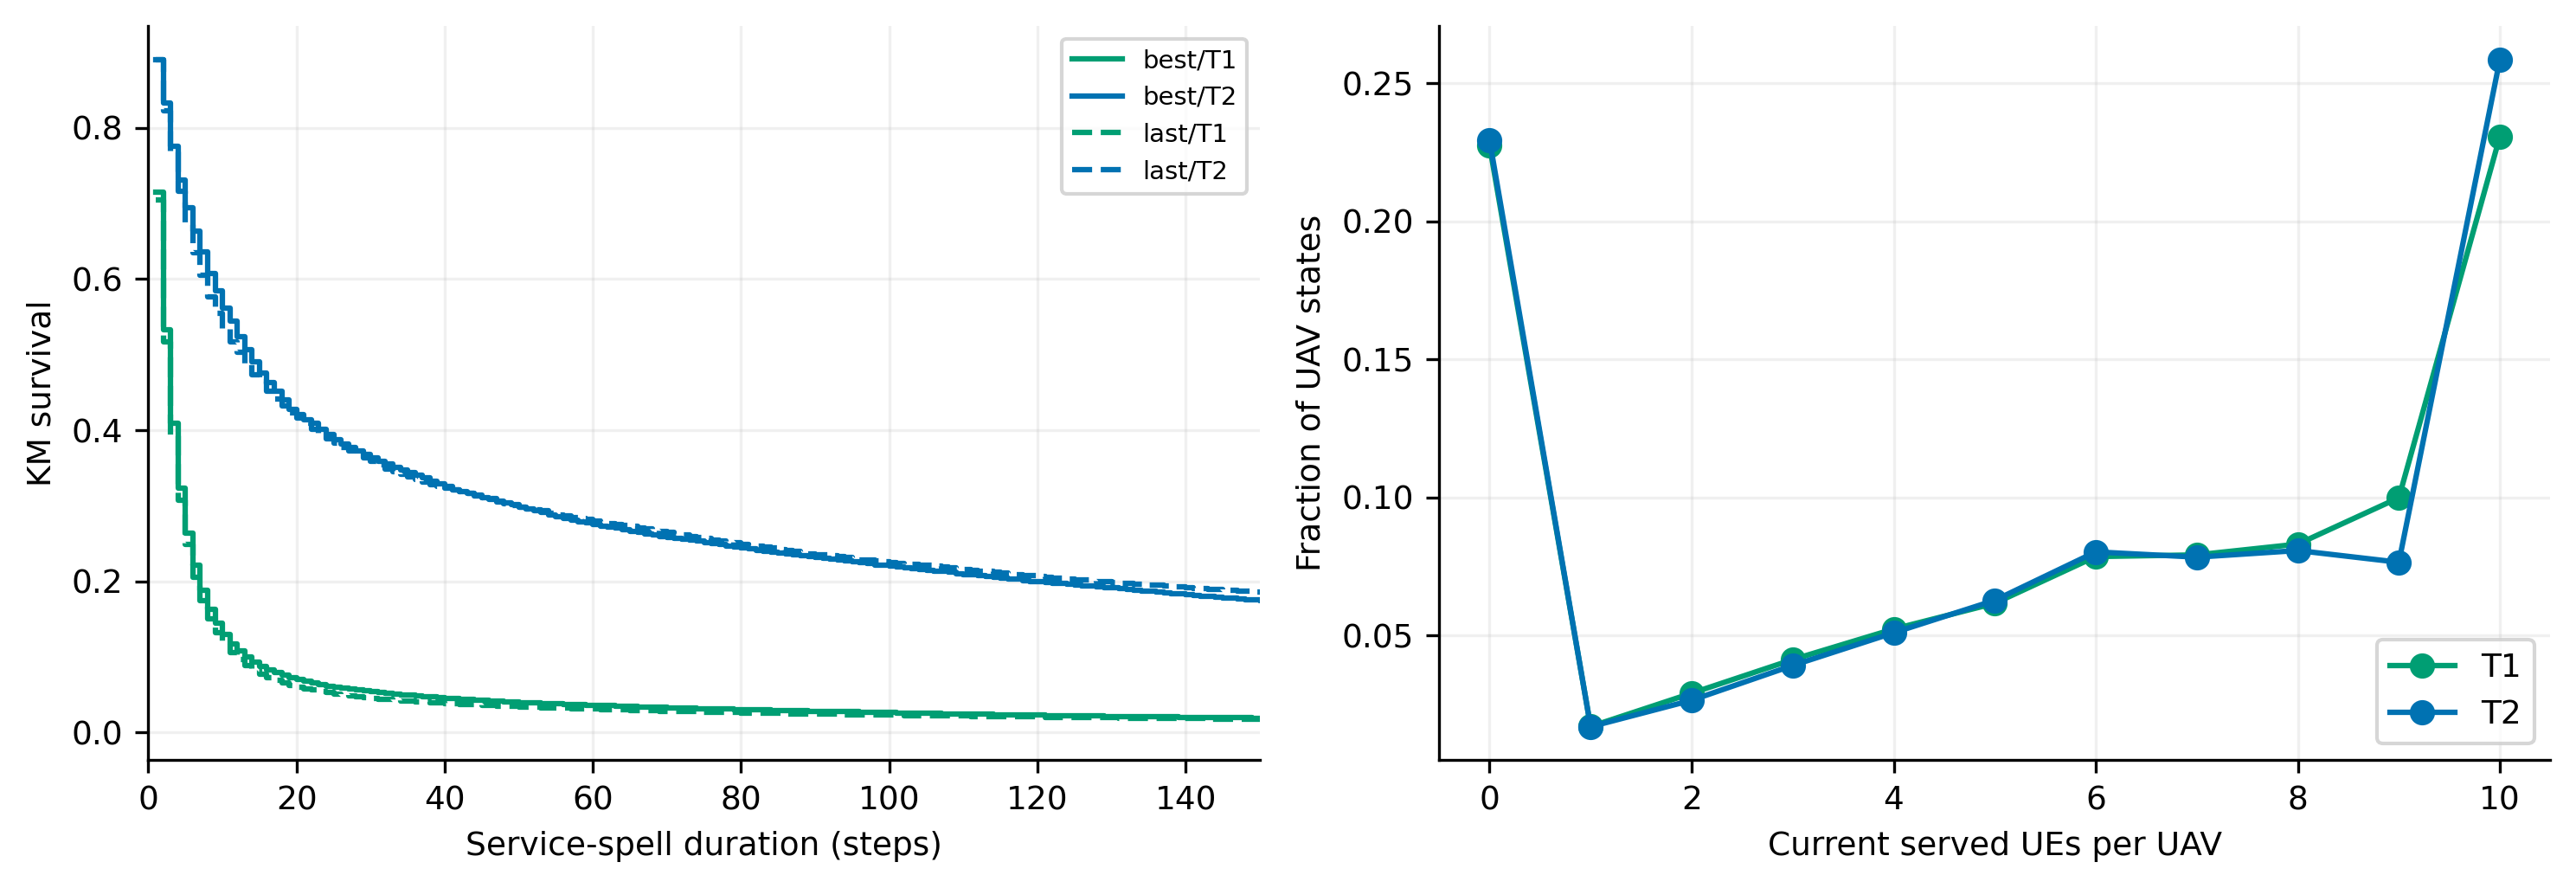 KM survival
0.8
0.6
0.4
0.2
0.0
0 20 40 60 80 100 120 140
Service-spell duration (steps)
best/T1
best/T2
last/T1
last/T2
Fraction of UAV states
0.25
0.20
0.15
0.10
0.05
0 2 4 6 8 10
Current served UEs per UAV
T1
T2